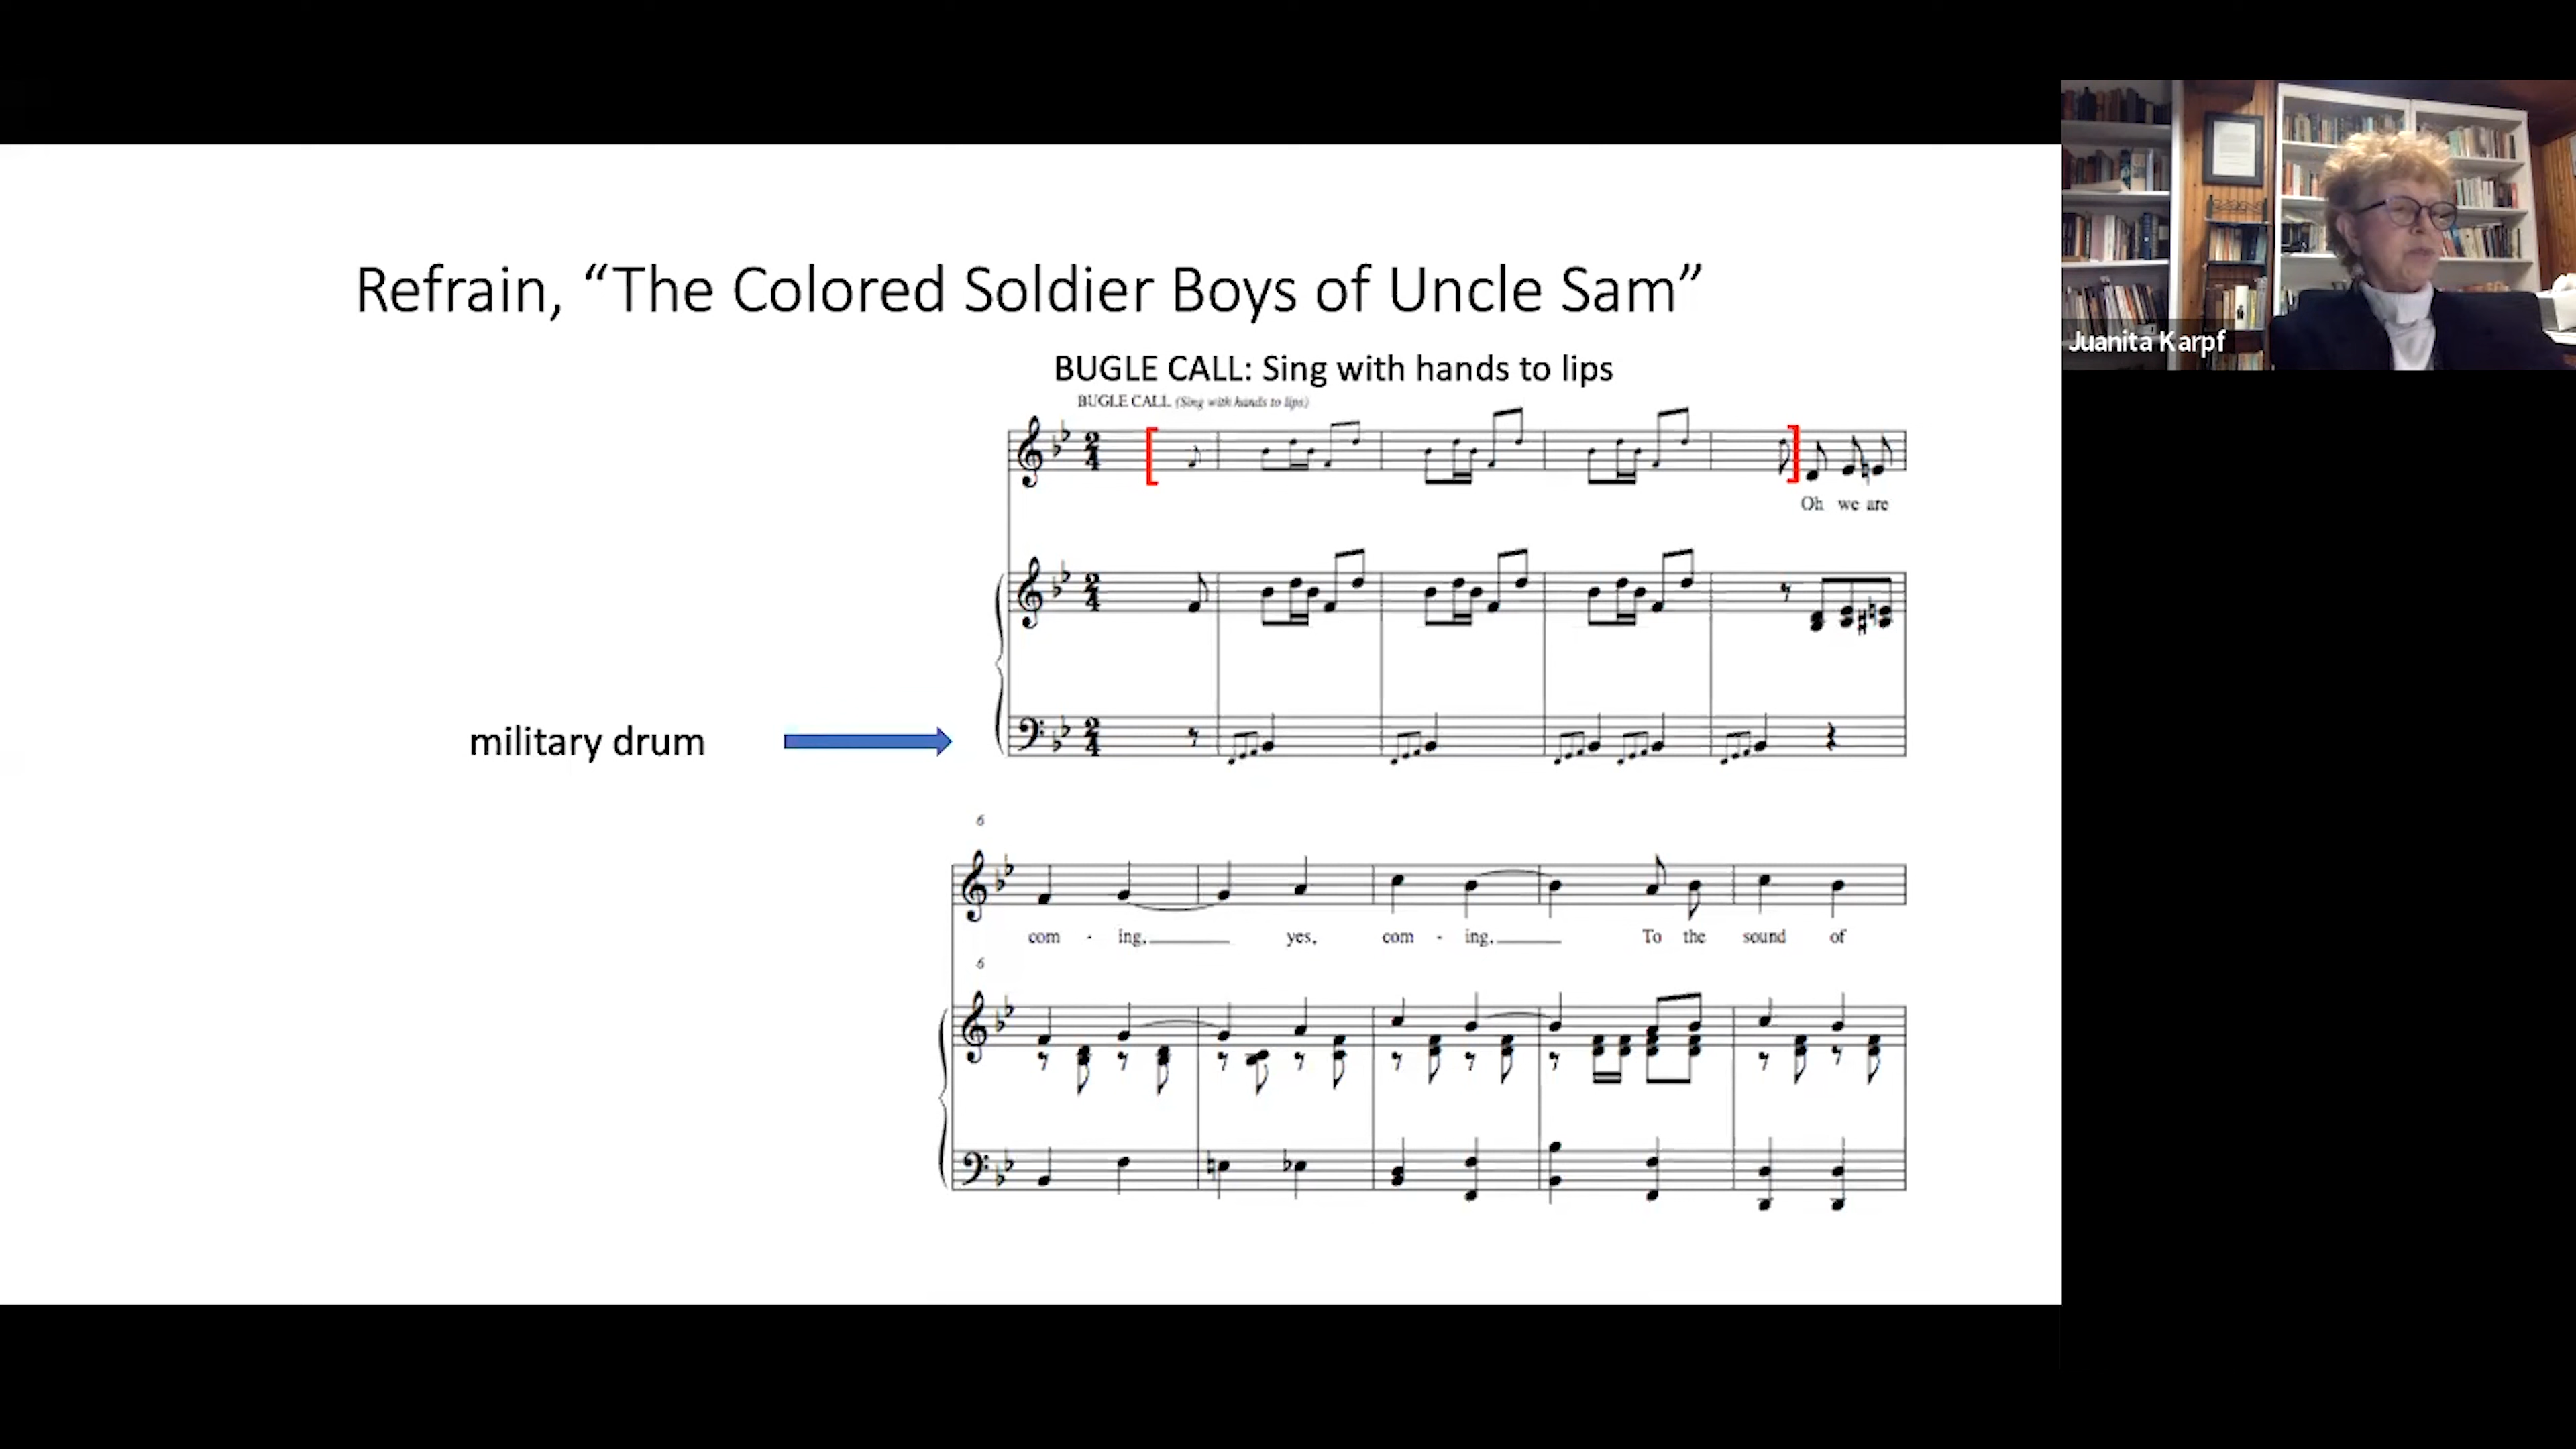 Refrain, “The Colored Soldier Boys of Uncle Sam”
BUGLE CALL: Sing with hands to lips
BUGLE CALL (Sing with hands to lips)
Oh we are
military drum
6
com - ing, yes, com - ing. To the sound of
6
Juanita Karpf